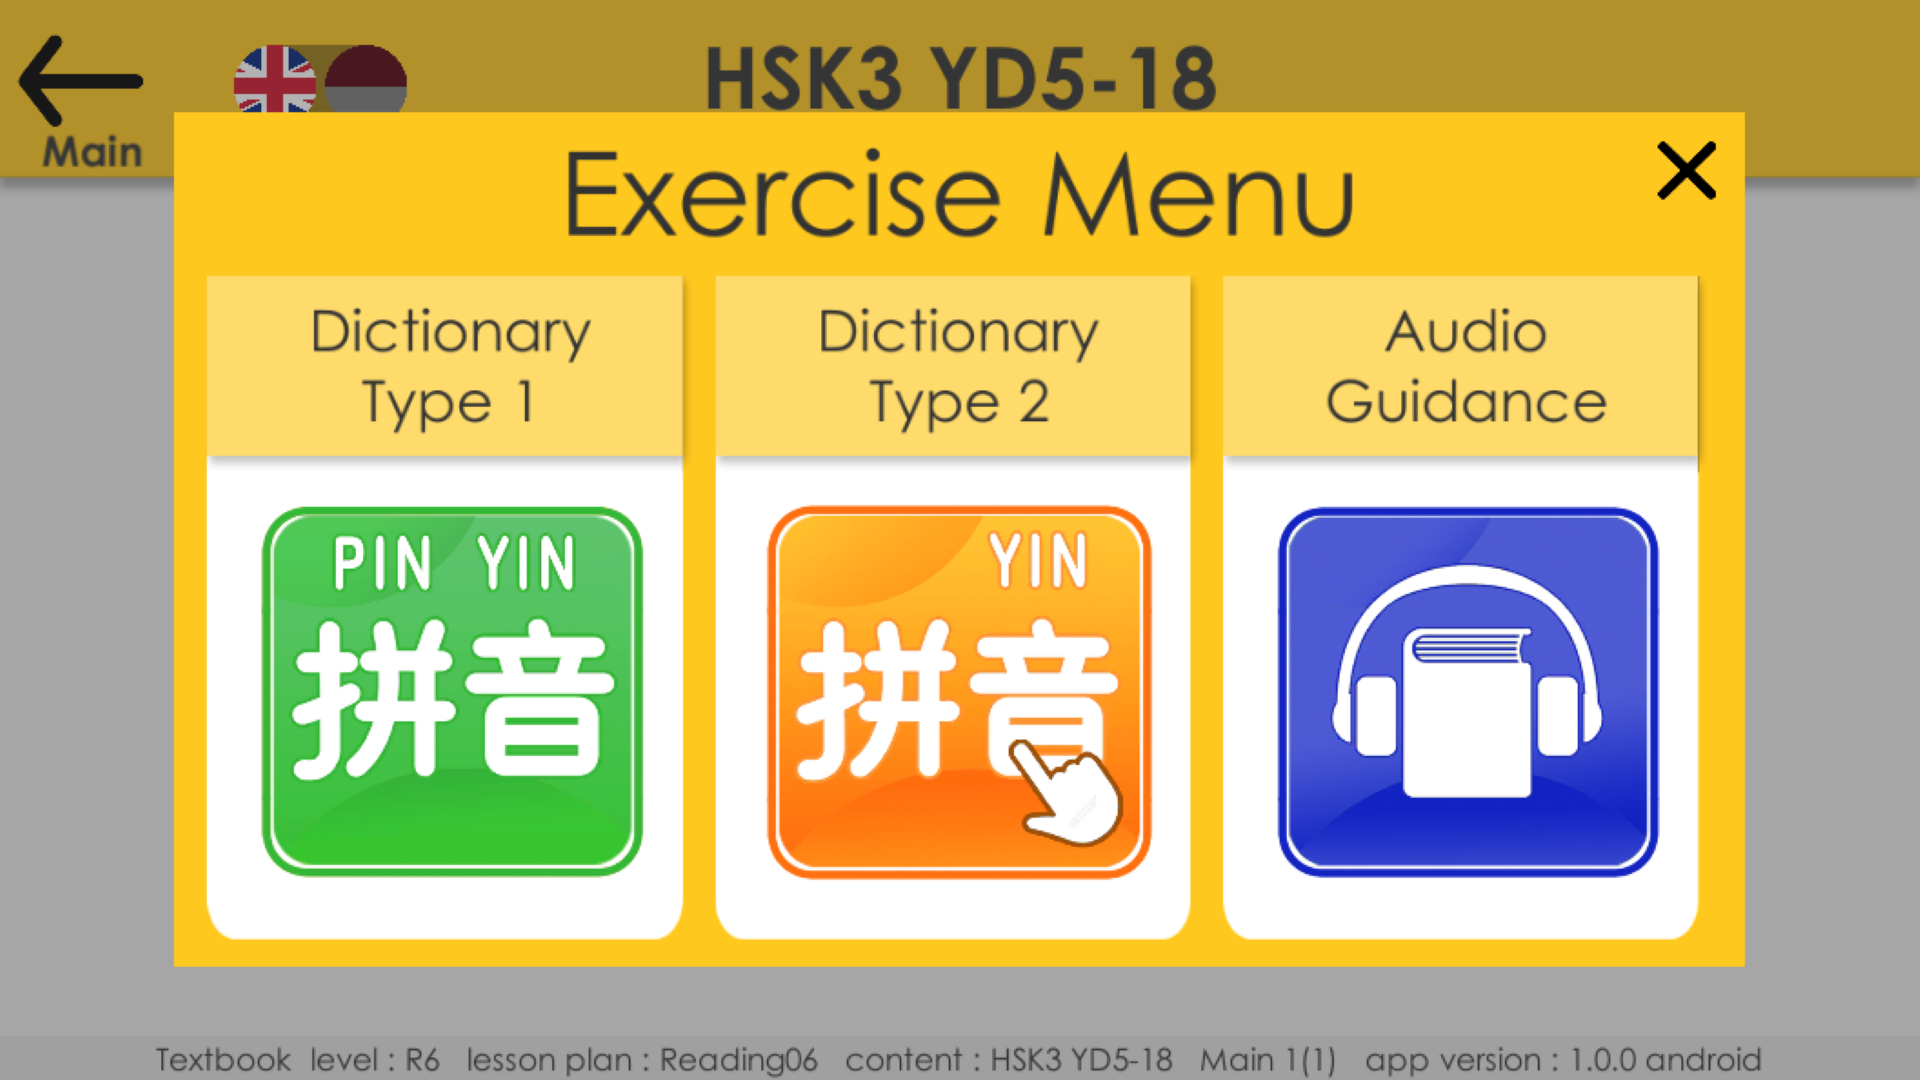 HSK3 YD5-18
Main
Exercise Menu
Dictionary
Type 1
Dictionary
Type 2
Audio
Guidance
PIN YIN
拼音
YIN
拼音
Textbook level : R6 lesson plan : Reading06 content : HSK3 YD5-18 Main 1(1) app version : 1.0.0 android